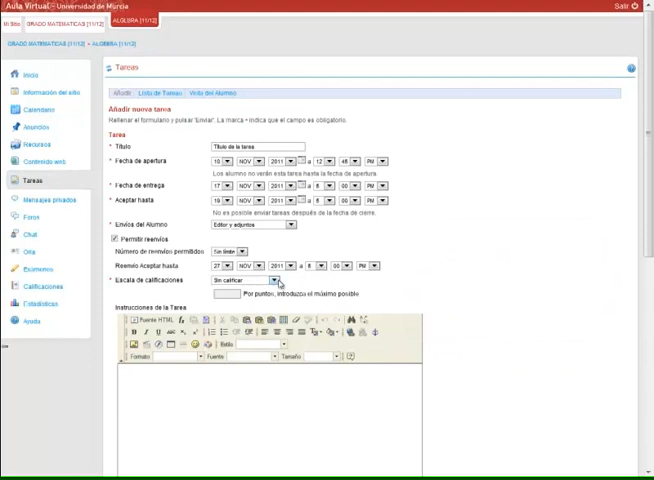 Aula Virtual - Universidad de Murcia
Salir
Mi Sitio
GRADO MATEMATICAS [11/12]
ALGEBRA [11/12]
GRADO MATEMATICAS [11/12] > ALGEBRA [11/12]
Inicio
Información del sitio
Calendario
Anuncios
Recursos
Contenido web
Tareas
Mensajes privados
Foros
Chat
Exámenes
Calificaciones
Estadísticas
Ayuda
Tareas
Añadir
Lista de Tareas
Vista del Alumno
Añadir nueva tarea
Rellenar el formulario y pulsar 'Enviar'. La marca * indica que el campo es obligatorio.
Tarea
* Título
Título de la tarea
* Fecha de apertura
10 NOV 2011 a 12 45 PM
Los alumno no verán esta tarea hasta la fecha de apertura.
* Fecha de entrega
17 NOV 2011 a 5 00 PM
* Aceptar hasta
19 NOV 2011 a 5 00 PM
No es posible enviar tareas después de la fecha de cierre.
* Envíos del Alumno
Editor y adjuntos
Permitir reenvíos
Número de reenvíos permitidos
Sin límite
Reenvío Aceptar hasta
27 NOV 2011 a 5 00 PM
* Escala de calificaciones
Sin calificar
Por puntos, introduzca el máximo posible
Instrucciones de la Tarea
Fuente HTML
Estilo
Formato
Fuente
Tamaño